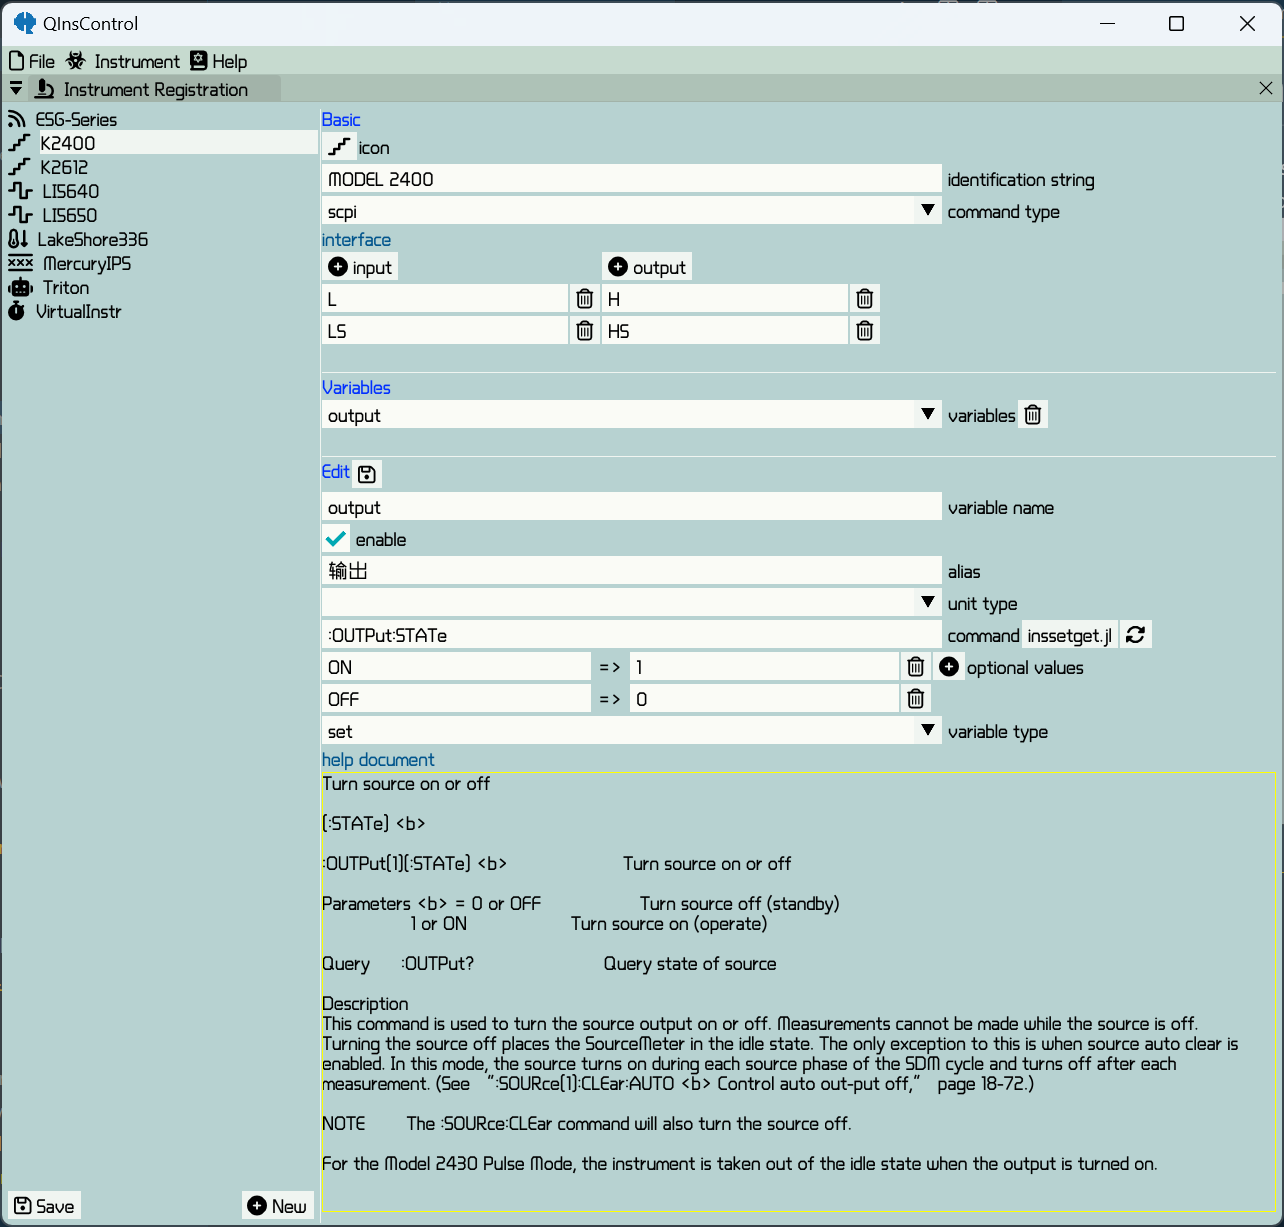 QInsControl
File Instrument Help
Instrument Registration
ESG-Series
K2400
K2612
LI5640
LI5650
LakeShore336
MercuryIPS
Triton
VirtualInstr
Save New
Basic
icon
MODEL 2400 identification string
scpi command type
interface
input output
L H
LS HS
Variables
output variables
Edit
output variable name
enable
输出 alias
unit type
:OUTPut:STATe command inssetget.jl
ON => 1 optional values
OFF => 0
set variable type
help document
Turn source on or off
[:STATe] <b>
:OUTPut[1][:STATe] <b> Turn source on or off
Parameters <b> = 0 or OFF Turn source off (standby)
1 or ON Turn source on (operate)
Query :OUTPut? Query state of source
Description
This command is used to turn the source output on or off. Measurements cannot be made while the source is off.
Turning the source off places the SourceMeter in the idle state. The only exception to this is when source auto clear is
enabled. In this mode, the source turns on during each source phase of the SDM cycle and turns off after each
measurement. (See ":SOURce[1]:CLEar:AUTO <b> Control auto out-put off," page 18-72.)
NOTE The :SOURce:CLEar command will also turn the source off.
For the Model 2430 Pulse Mode, the instrument is taken out of the idle state when the output is turned on.